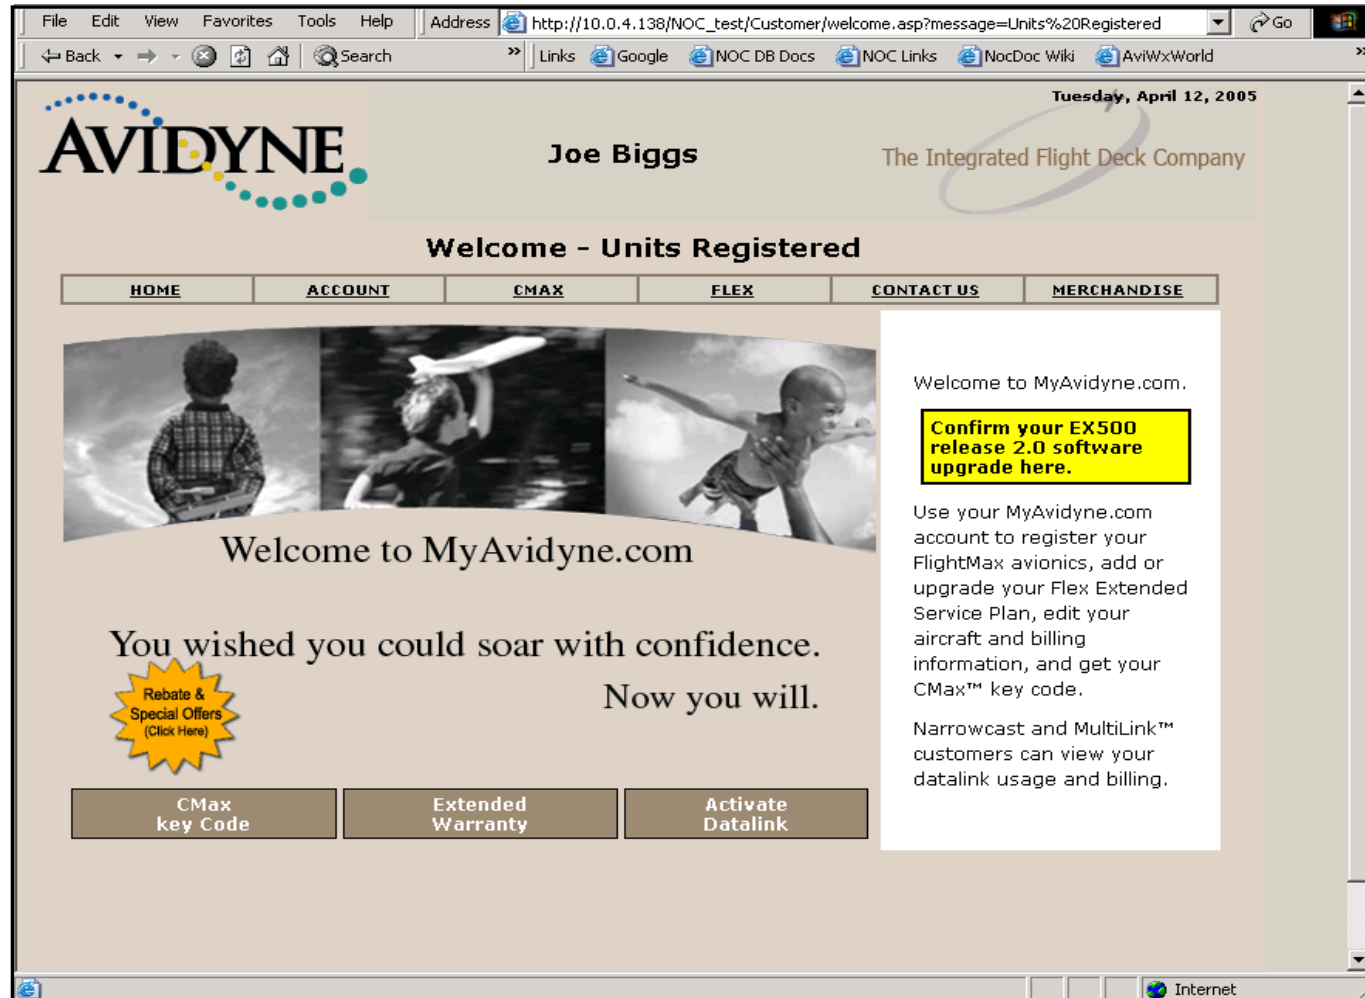 File Edit View Favorites Tools Help Address http://10.0.4.138/NOC_test/Customer/welcome.asp?message=Units%20Registered Go
Back Search » Links Google NOC DB Docs NOC Links NocDoc Wiki AviWxWorld »
Tuesday, April 12, 2005
AVIDYNE
Joe Biggs
The Integrated Flight Deck Company
Welcome - Units Registered
HOME ACCOUNT CMAX FLEX CONTACT US MERCHANDISE
Welcome to MyAvidyne.com
You wished you could soar with confidence.
Now you will.
Rebate &
Special Offers
(Click Here)
CMax
key Code
Extended
Warranty
Activate
Datalink
Welcome to MyAvidyne.com.
Confirm your EX500
release 2.0 software
upgrade here.
Use your MyAvidyne.com
account to register your
FlightMax avionics, add or
upgrade your Flex Extended
Service Plan, edit your
aircraft and billing
information, and get your
CMax™ key code.
Narrowcast and MultiLink™
customers can view your
datalink usage and billing.
Internet